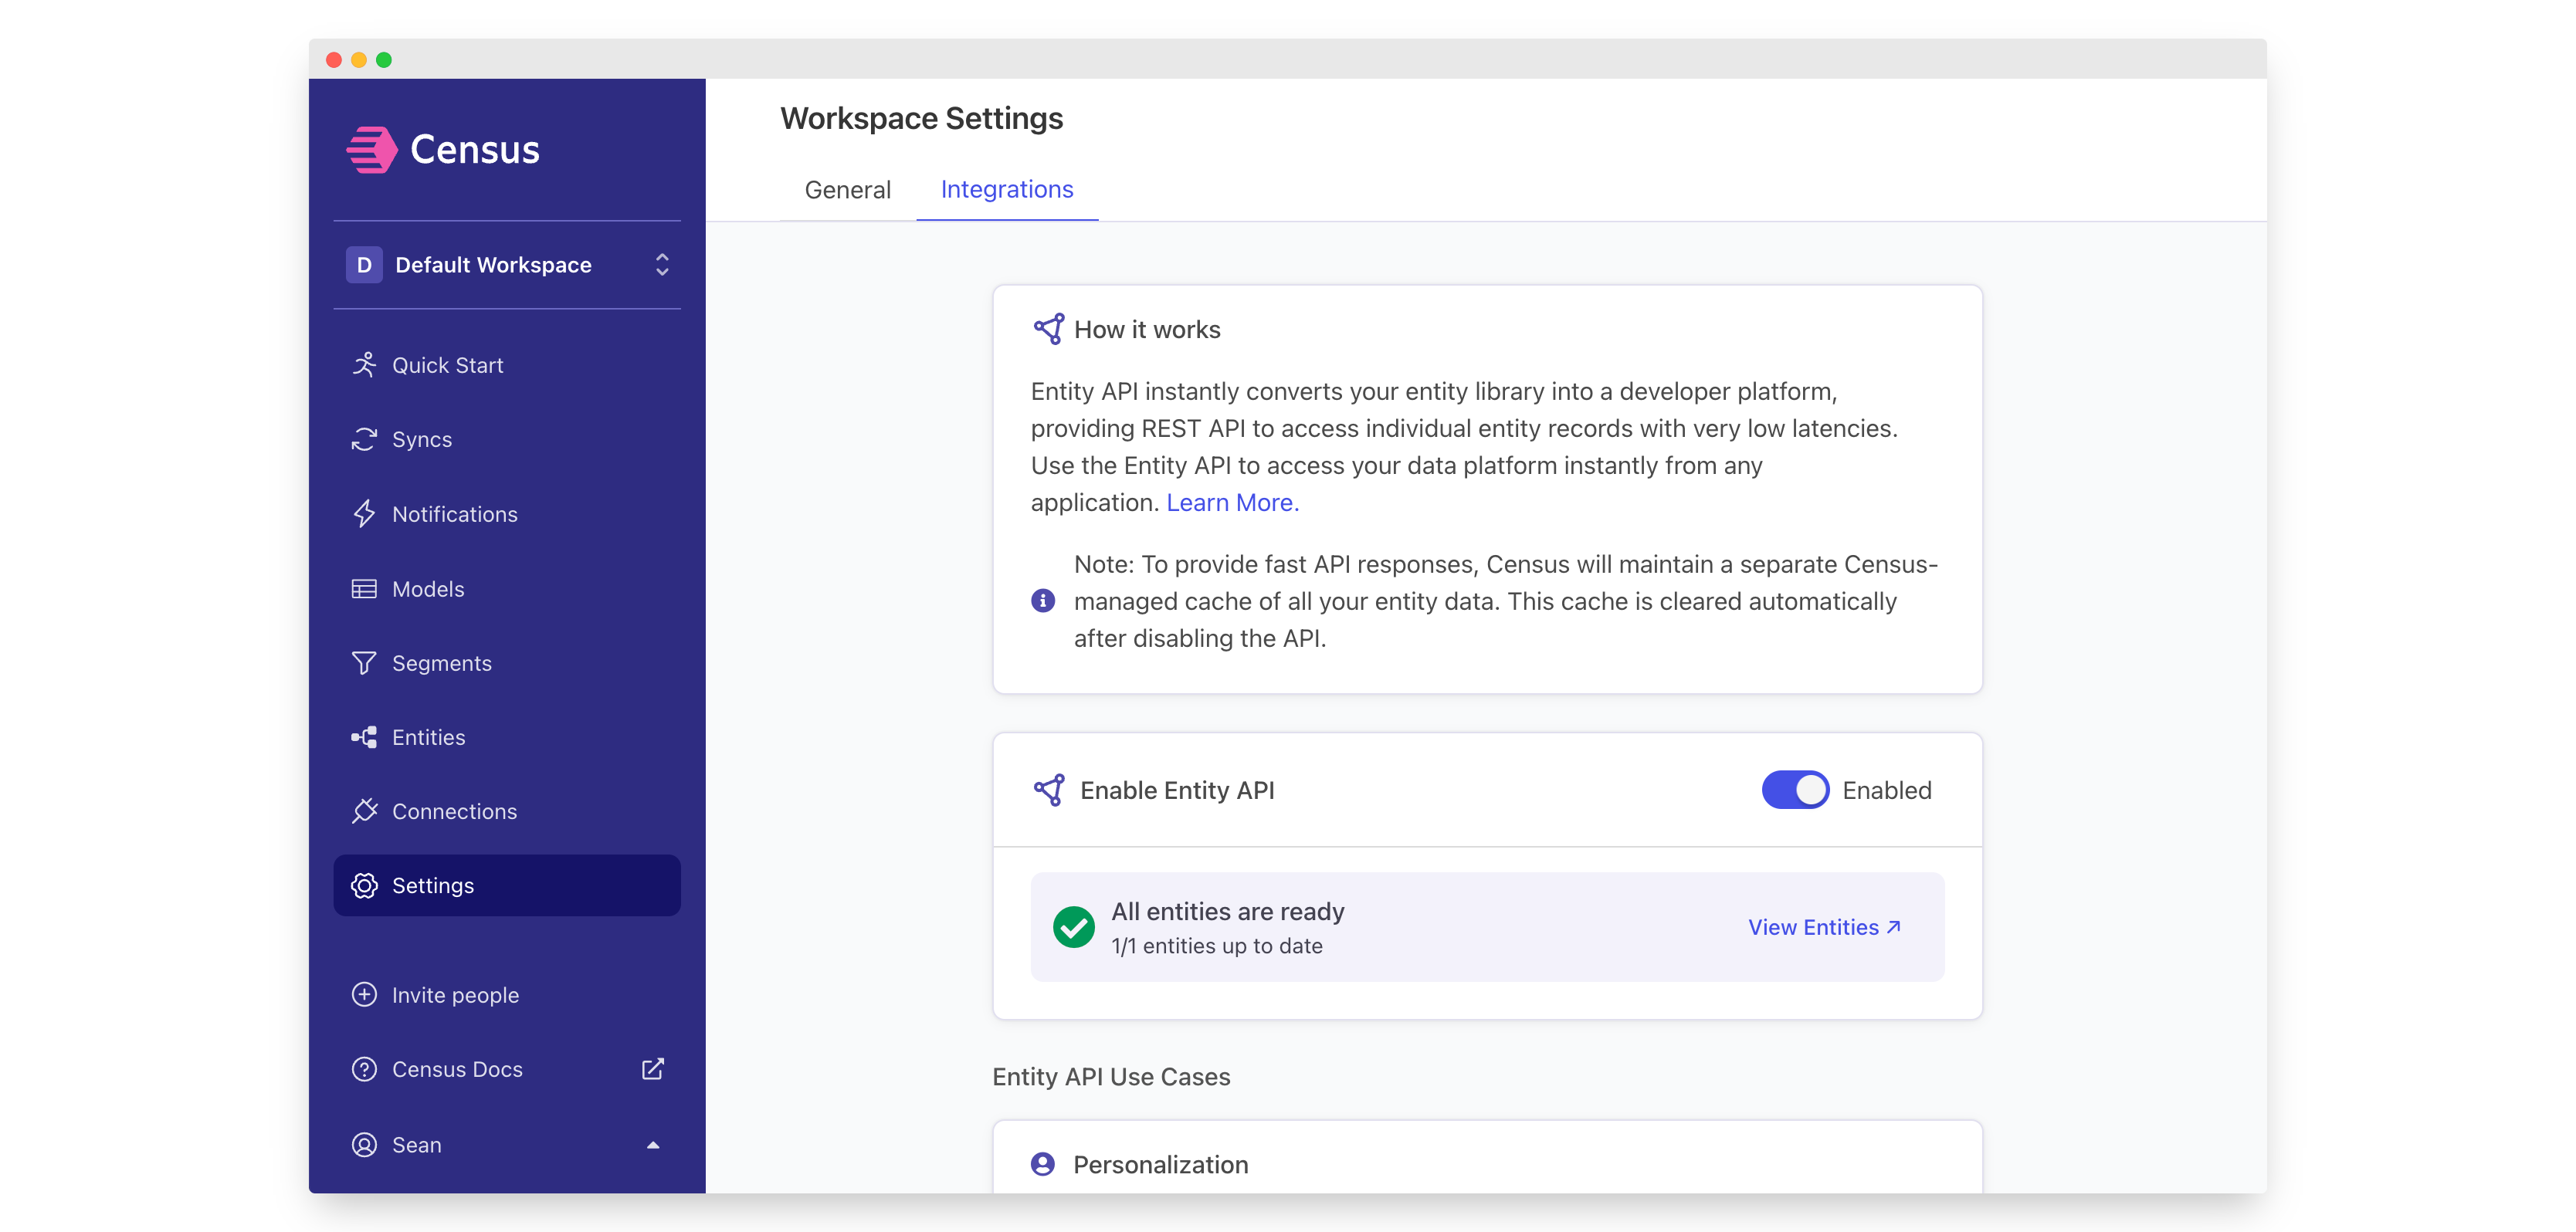 Census
D Default Workspace
Quick Start
Syncs
Notifications
Models
Segments
Entities
Connections
Settings
Invite people
Census Docs
Sean
Workspace Settings
General Integrations
How it works
Entity API instantly converts your entity library into a developer platform,
providing REST API to access individual entity records with very low latencies.
Use the Entity API to access your data platform instantly from any
application. Learn More.
Note: To provide fast API responses, Census will maintain a separate Census-
managed cache of all your entity data. This cache is cleared automatically
after disabling the API.
Enable Entity API Enabled
All entities are ready
1/1 entities up to date
View Entities
Entity API Use Cases
Personalization